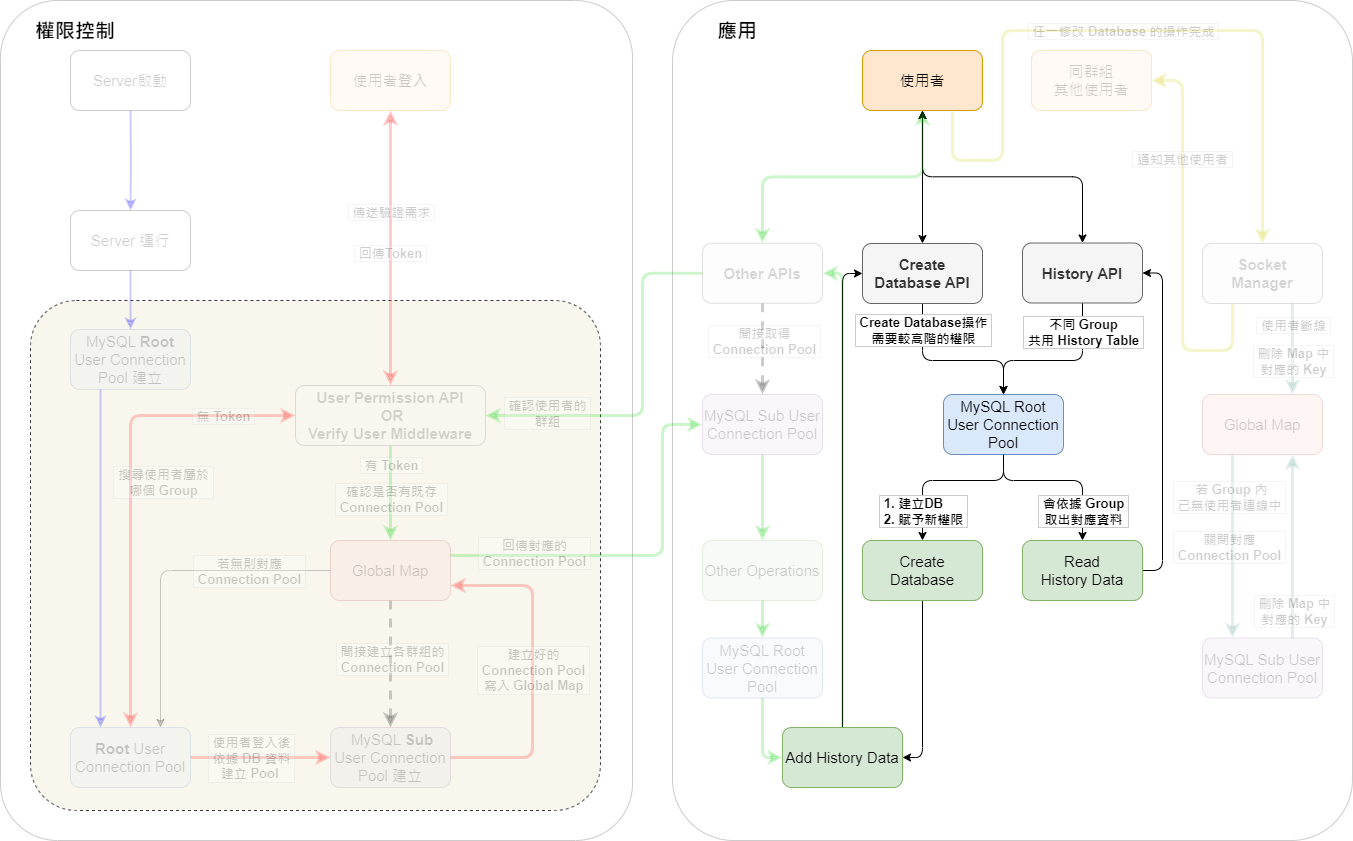 權限控制
Server啟動
使用者登入
傳送驗證需求
回傳Token
Server 運行
MySQL Root
User Connection
Pool 建立
User Permission API
OR
Verify User Middleware
無 Token
搜尋使用者屬於
哪個 Group
有 Token
確認是否有既存
Connection Pool
若無則對應
Connection Pool
Global Map
間接建立各群組的
Connection Pool
建立好的
Connection Pool
寫入 Global Map
Root User
Connection Pool
使用者登入後
依據 DB 資料
建立 Pool
MySQL Sub
User Connection
Pool 建立
應用
任一修改 Database 的操作完成
使用者
同群組
其他使用者
通知其他使用者
Other APIs
Create
Database API
History API
Socket
Manager
間接取得
Connection Pool
Create Database操作
需要較高階的權限
不同 Group
共用 History Table
使用者斷線
刪除 Map 中
對應的 Key
確認使用者的
群組
MySQL Sub User
Connection Pool
MySQL Root
User Connection
Pool
Global Map
回傳對應的
Connection Pool
1. 建立DB
2. 賦予新權限
會依據 Group
取出對應資料
若 Group 內
已無使用者連線中
關閉對應
Connection Pool
Other Operations
Create
Database
Read
History Data
刪除 Map 中
對應的 Key
MySQL Root
User Connection
Pool
MySQL Sub User
Connection Pool
Add History Data